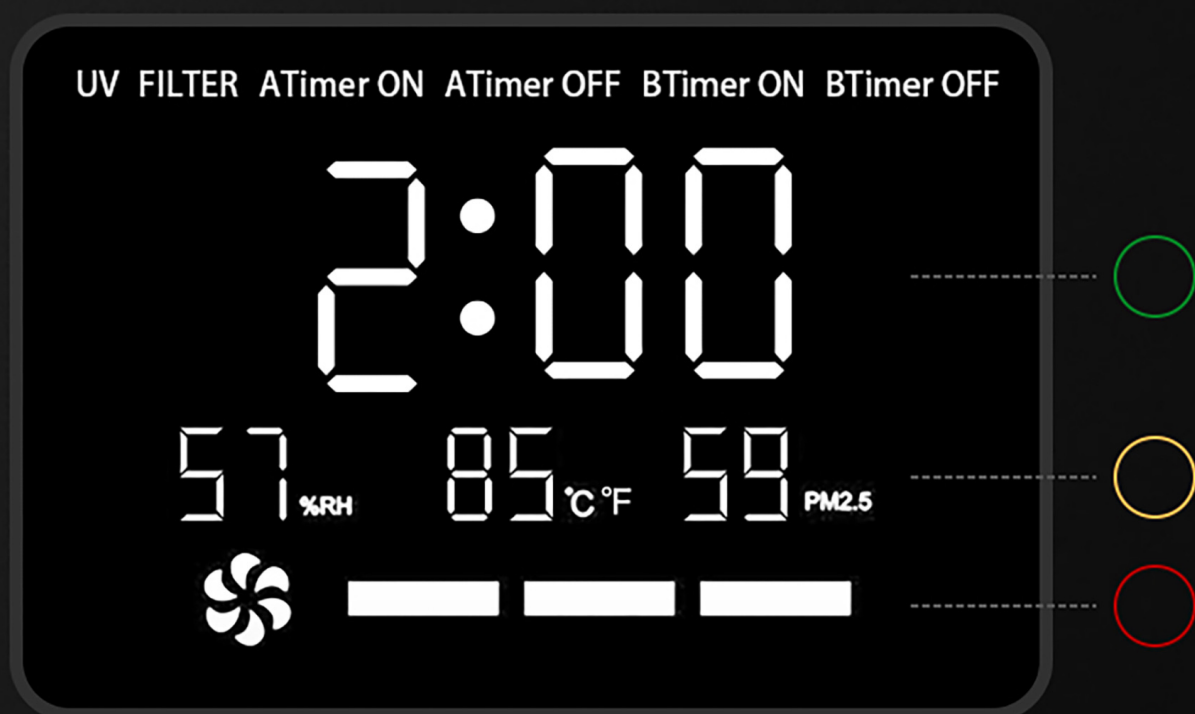 UV FILTER ATimer ON ATimer OFF BTimer ON BTimer OFF
2:00
57 %RH 85 °C °F 59 PM2.5